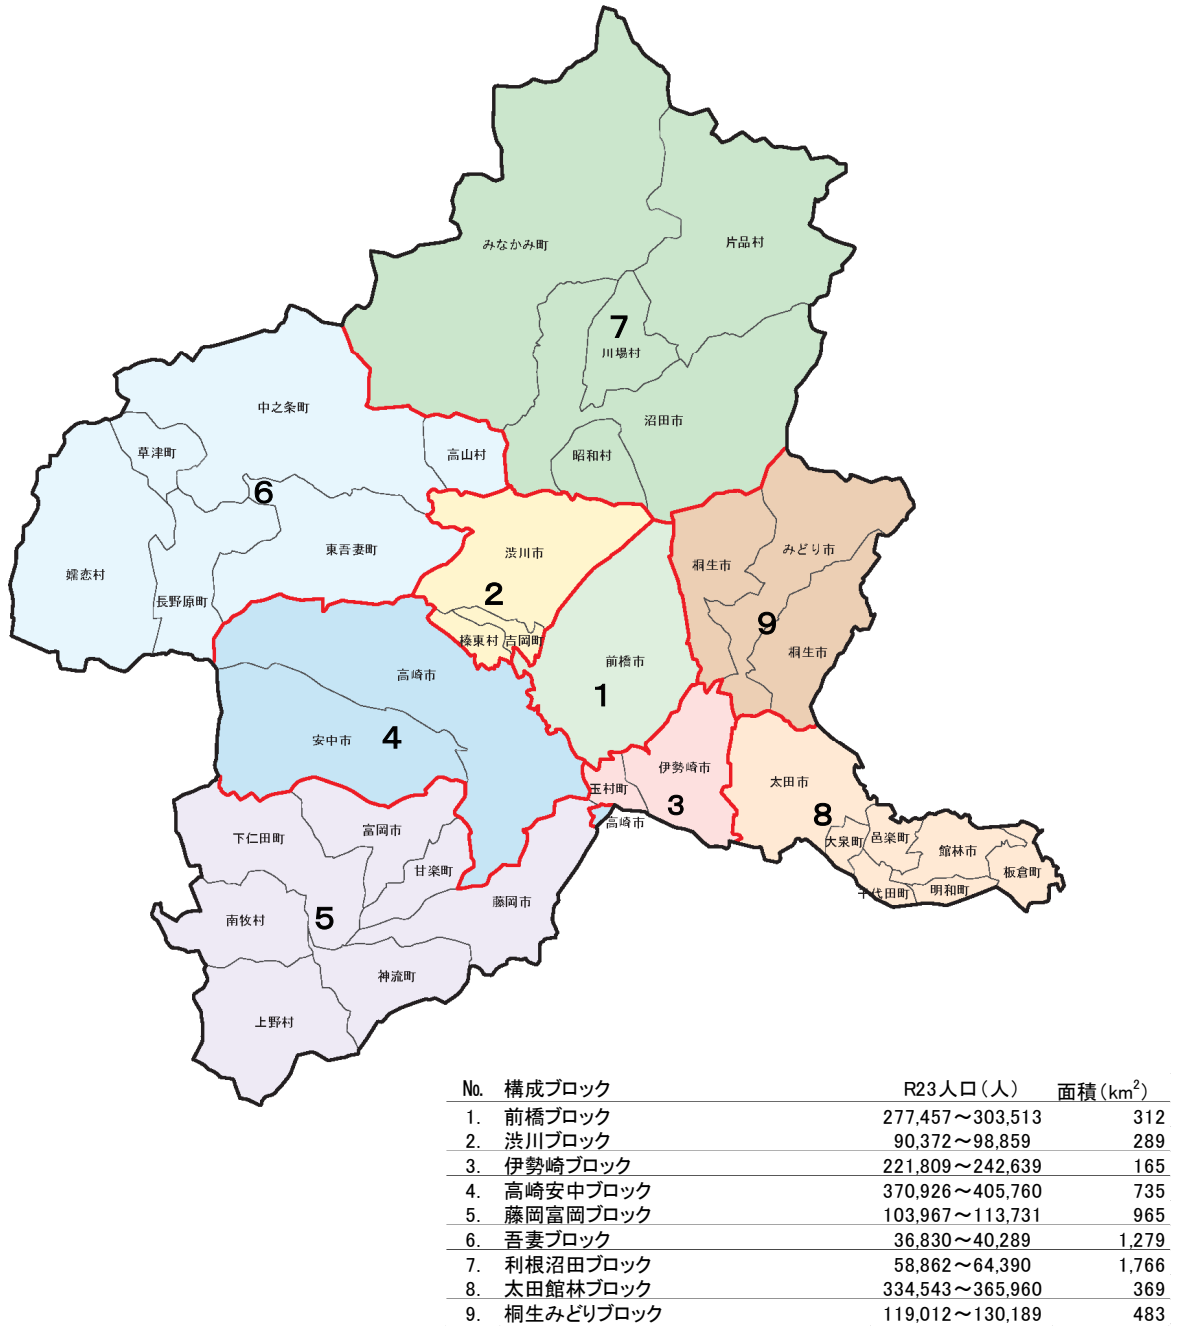 みなかみ町
片品村
7
川場村
中之条町
沼田市
草津町
高山村
昭和村
6
東吾妻町
渋川市
みどり市
桐生市
嬬恋村
長野原町
2
9
榛東村
吉岡町
桐生市
前橋市
高崎市
1
安中市
4
伊勢崎市
太田市
玉村町
3
8
高崎市
下仁田町
富岡市
大泉町
邑楽町
館林市
甘楽町
板倉町
千代田町
明和町
藤岡市
南牧村
5
神流町
上野村
No. 構成ブロック R23人口(人) 面積(km²)
1. 前橋ブロック 277,457～303,513 312
2. 渋川ブロック 90,372～98,859 289
3. 伊勢崎ブロック 221,809～242,639 165
4. 高崎安中ブロック 370,926～405,760 735
5. 藤岡富岡ブロック 103,967～113,731 965
6. 吾妻ブロック 36,830～40,289 1,279
7. 利根沼田ブロック 58,862～64,390 1,766
8. 太田館林ブロック 334,543～365,960 369
9. 桐生みどりブロック 119,012～130,189 483